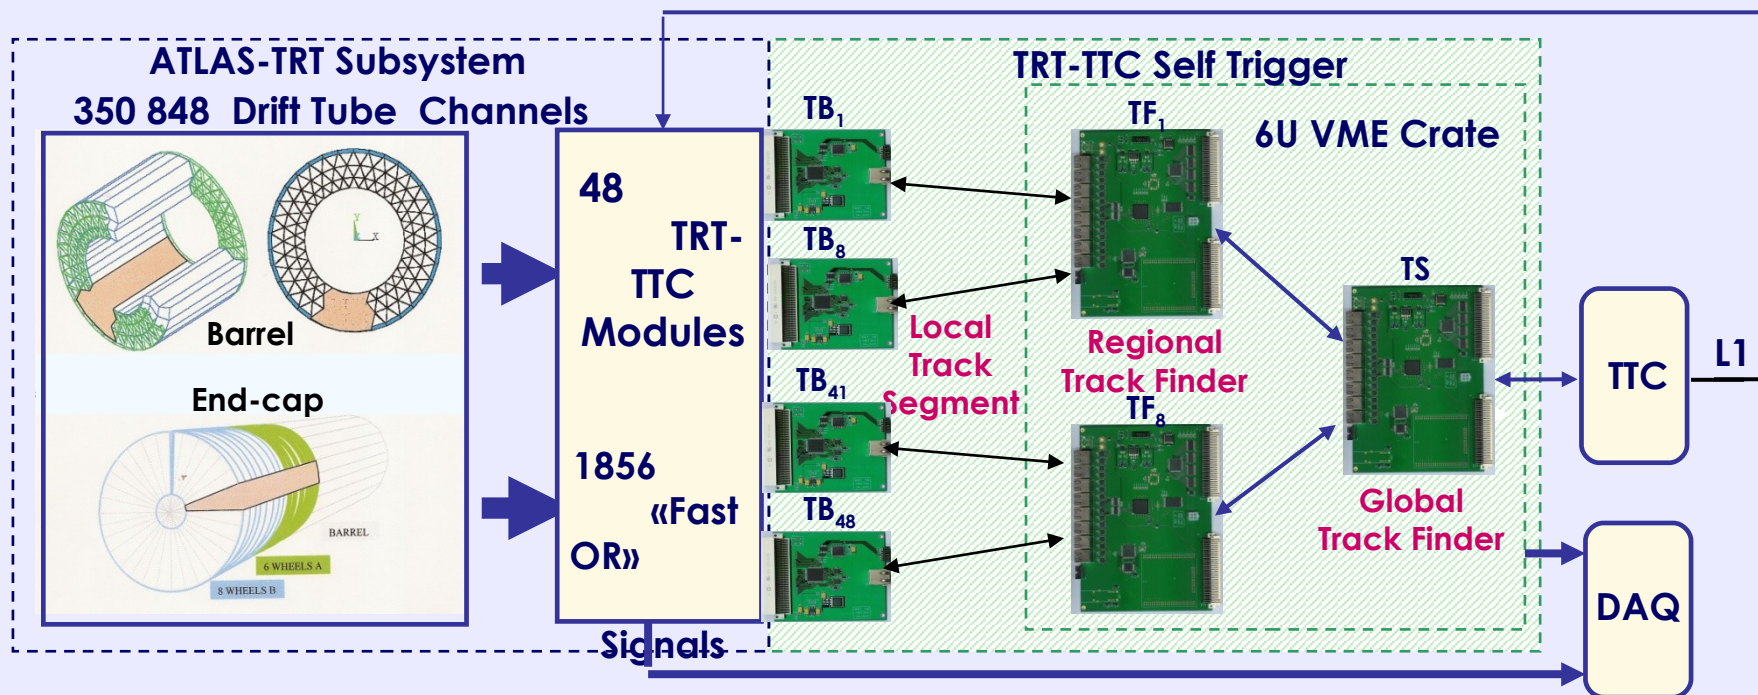 ATLAS-TRT Subsystem
350 848 Drift Tube Channels
Barrel
Y
X
End-cap
BARREL
6 WHEELS A
8 WHEELS B
48
TRT-
TTC
Modules
1856
«Fast
OR»
Signals
TRT-TTC Self Trigger
TB1
TB8
TB41
TB48
Local
Track
Segment
TF1
6U VME Crate
Regional
Track Finder
TF8
TS
Global
Track Finder
TTC
L1
DAQ